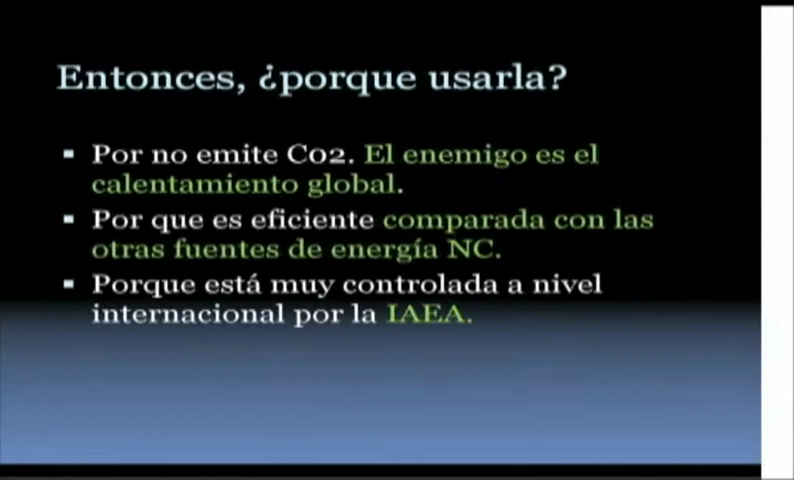 Entonces, ¿porque usarla?
Por no emite Co2. El enemigo es el
calentamiento global.
Por que es eficiente comparada con las
otras fuentes de energía NC.
Porque está muy controlada a nivel
internacional por la IAEA.